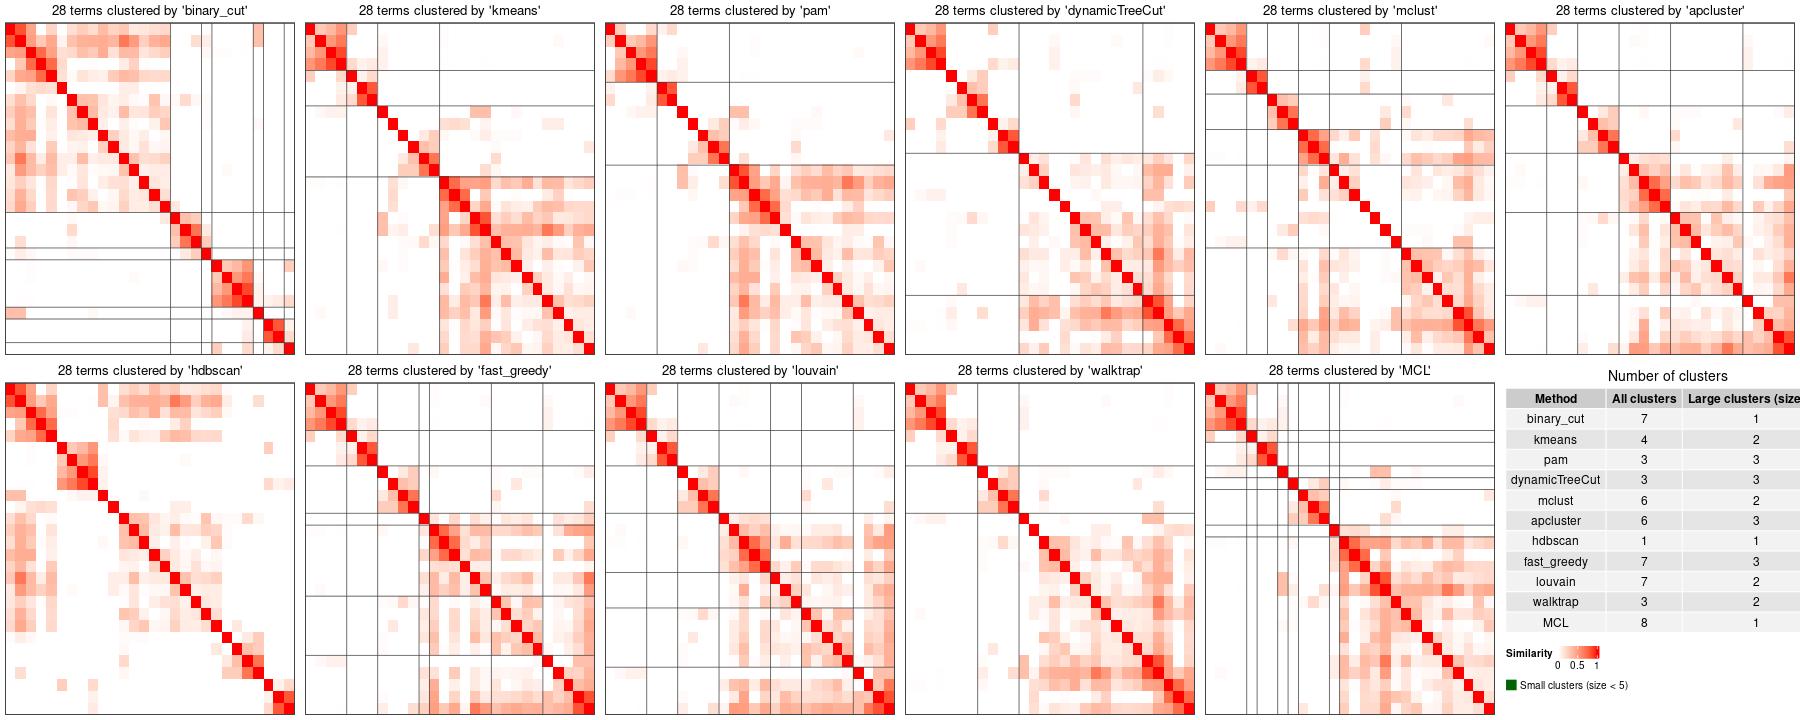 28 terms clustered by 'binary_cut'
28 terms clustered by 'kmeans'
28 terms clustered by 'pam'
28 terms clustered by 'dynamicTreeCut'
28 terms clustered by 'mclust'
28 terms clustered by 'apcluster'
28 terms clustered by 'hdbscan'
28 terms clustered by 'fast_greedy'
28 terms clustered by 'louvain'
28 terms clustered by 'walktrap'
28 terms clustered by 'MCL'
Number of clusters
Method All clusters Large clusters (size
binary_cut 7 1
kmeans 4 2
pam 3 3
dynamicTreeCut 3 3
mclust 6 2
apcluster 6 3
hdbscan 1 1
fast_greedy 7 3
louvain 7 2
walktrap 3 2
MCL 8 1
Similarity
0 0.5 1
Small clusters (size < 5)